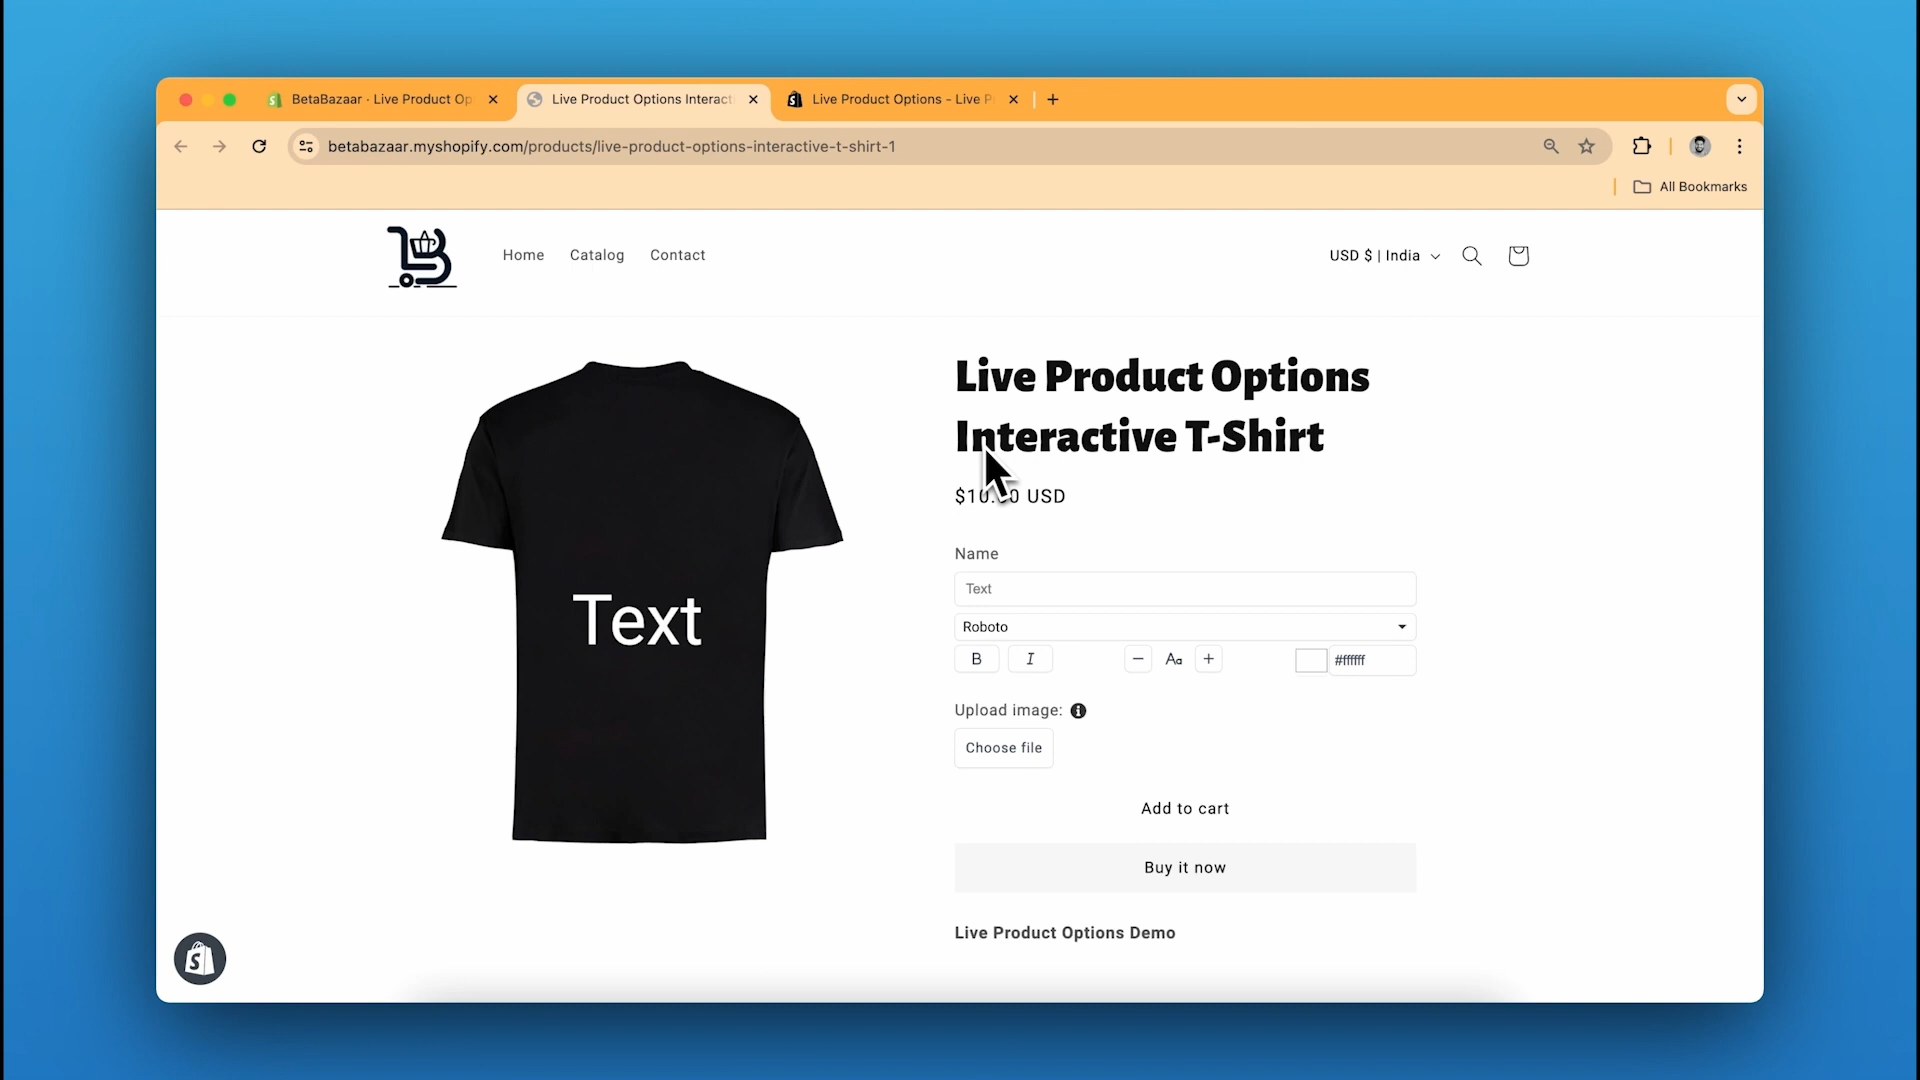 BetaBazaar · Live Product Op
Live Product Options Interact
Live Product Options - Live P
betabazaar.myshopify.com/products/live-product-options-interactive-t-shirt-1
All Bookmarks
Home
Catalog
Contact
USD $ | India
Live Product Options
Interactive T-Shirt
$10.00 USD
Name
Text
Text
Roboto
B
I
Aa
#ffffff
Upload image:
Choose file
Add to cart
Buy it now
Live Product Options Demo